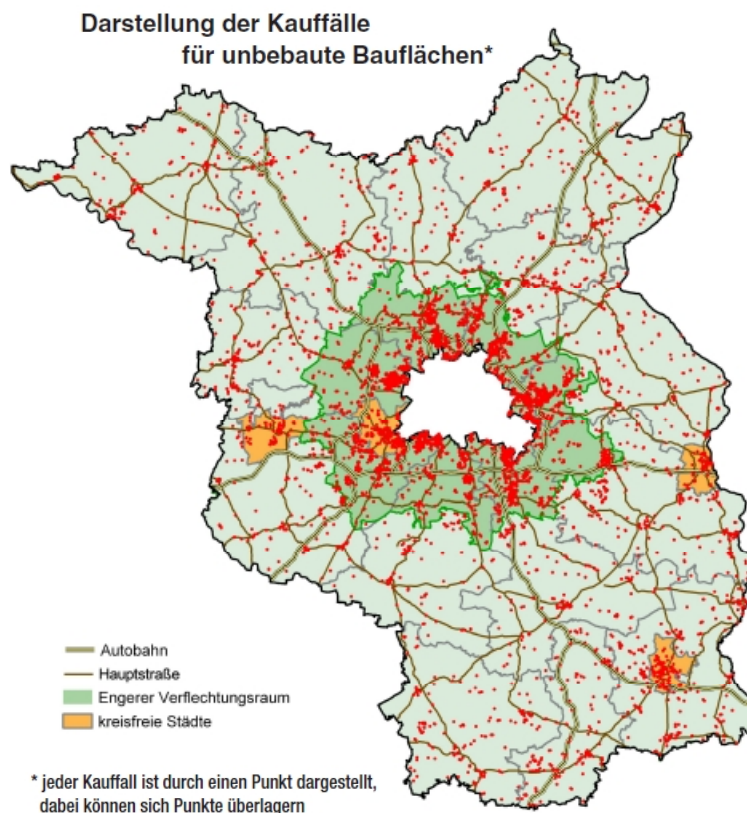 Darstellung der Kauffälle
für unbebaute Bauflächen*
Autobahn
Hauptstraße
Engerer Verflechtungsraum
kreisfreie Städte
* jeder Kauffall ist durch einen Punkt dargestellt,
dabei können sich Punkte überlagern